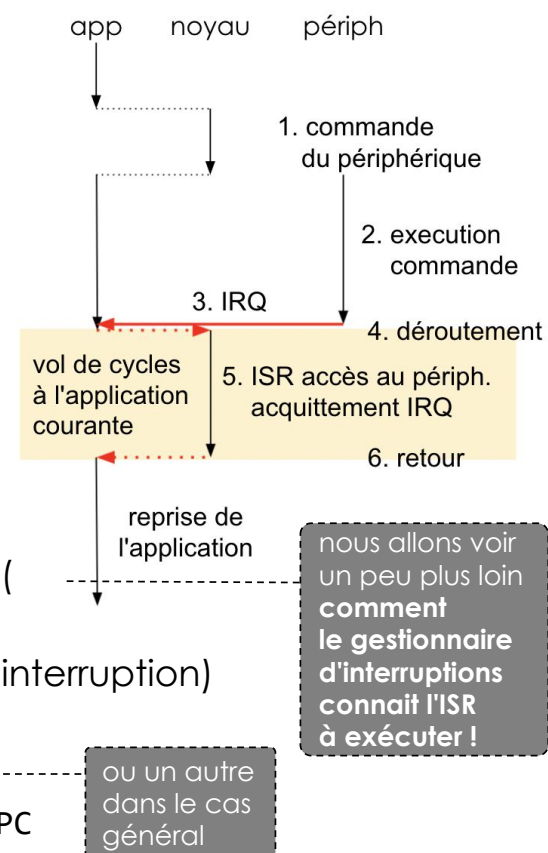 app noyau périph
1. commande
du périphérique
2. execution
commande
3. IRQ
4. déroutement
vol de cycles
à l'application
courante
5. ISR accès au périph.
acquittement IRQ
6. retour
reprise de
l'application
(
nous allons voir
un peu plus loin
comment
le gestionnaire
d'interruptions
connait l'ISR
à exécuter !
interruption)
ou un autre
dans le cas
général
PC